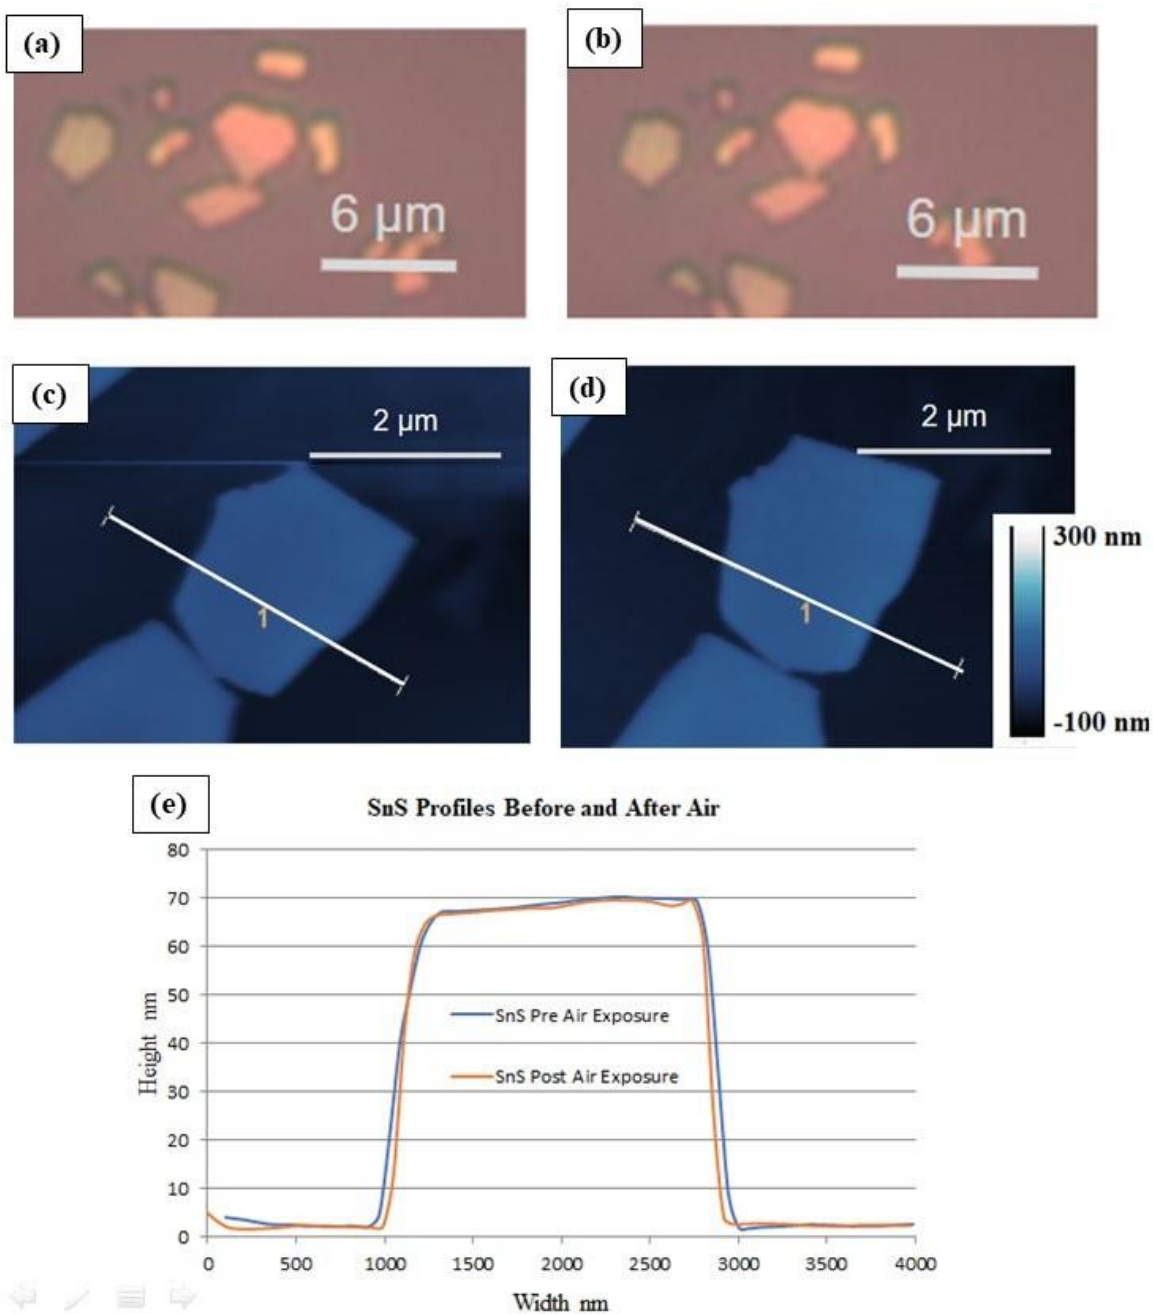 (a)
(b)
6 μm
6 μm
(c)
(d)
2 μm
2 μm
1
1
300 nm
-100 nm
(e)
SnS Profiles Before and After Air
80
70
60
50
40
30
20
10
0
Height nm
SnS Pre Air Exposure
SnS Post Air Exposure
0 500 1000 1500 2000 2500 3000 3500 4000
Width nm